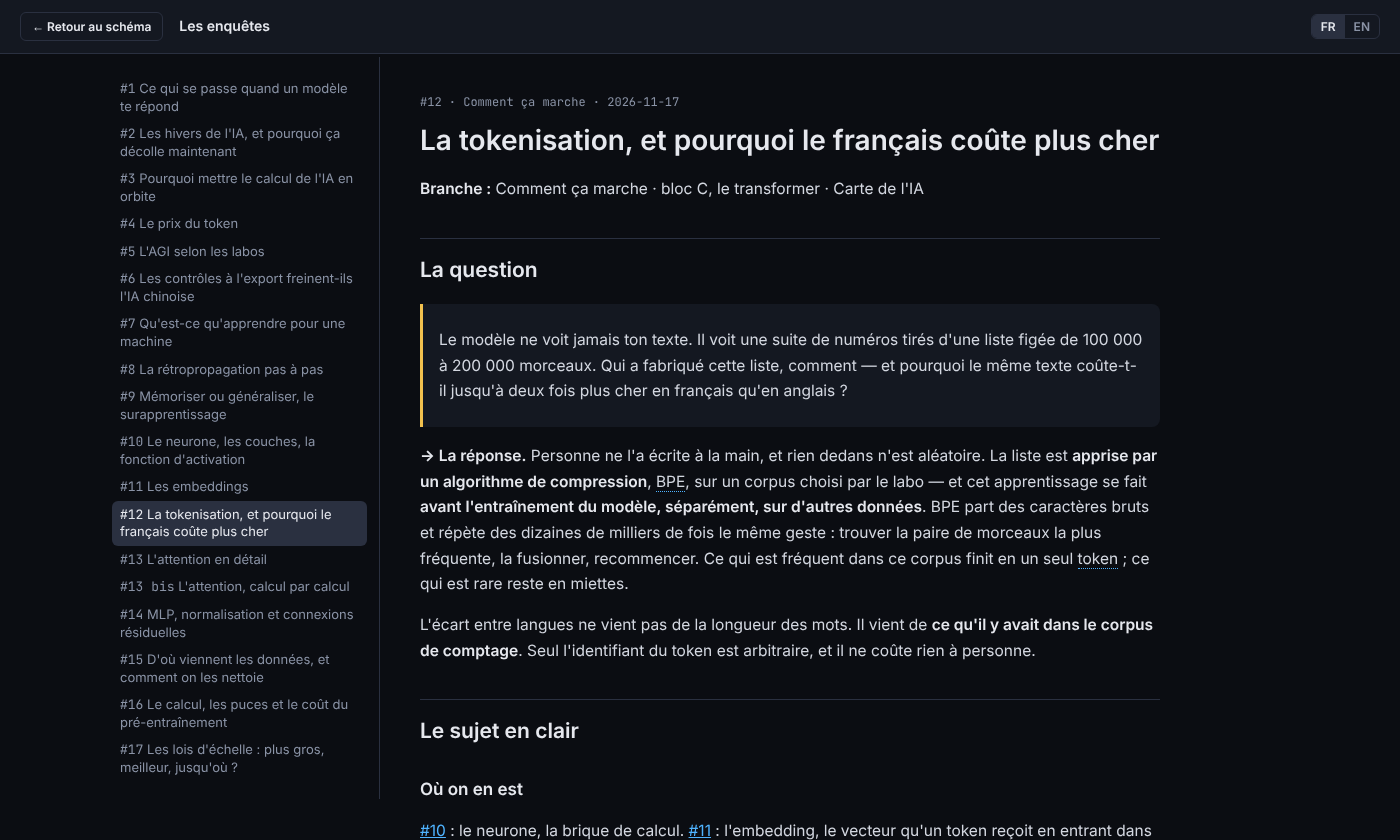 ← Retour au schéma
Les enquêtes
FR
EN
#1 Ce qui se passe quand un modèle
te répond
#2 Les hivers de l'IA, et pourquoi ça
décolle maintenant
#3 Pourquoi mettre le calcul de l'IA en
orbite
#4 Le prix du token
#5 L'AGI selon les labos
#6 Les contrôles à l'export freinent-ils
l'IA chinoise
#7 Qu'est-ce qu'apprendre pour une
machine
#8 La rétropropagation pas à pas
#9 Mémoriser ou généraliser, le
surapprentissage
#10 Le neurone, les couches, la
fonction d'activation
#11 Les embeddings
#12 La tokenisation, et pourquoi le
français coûte plus cher
#13 L'attention en détail
#13 bis L'attention, calcul par calcul
#14 MLP, normalisation et connexions
résiduelles
#15 D'où viennent les données, et
comment on les nettoie
#16 Le calcul, les puces et le coût du
pré-entraînement
#17 Les lois d'échelle : plus gros,
meilleur, jusqu'où ?
#12 · Comment ça marche · 2026-11-17
La tokenisation, et pourquoi le français coûte plus cher
Branche : Comment ça marche · bloc C, le transformer · Carte de l'IA
La question
Le modèle ne voit jamais ton texte. Il voit une suite de numéros tirés d'une liste figée de 100 000
à 200 000 morceaux. Qui a fabriqué cette liste, comment — et pourquoi le même texte coûte-t-
il jusqu'à deux fois plus cher en français qu'en anglais ?
→ La réponse. Personne ne l'a écrite à la main, et rien dedans n'est aléatoire. La liste est apprise par
un algorithme de compression, BPE, sur un corpus choisi par le labo — et cet apprentissage se fait
avant l'entraînement du modèle, séparément, sur d'autres données. BPE part des caractères bruts
et répète des dizaines de milliers de fois le même geste : trouver la paire de morceaux la plus
fréquente, la fusionner, recommencer. Ce qui est fréquent dans ce corpus finit en un seul token ; ce
qui est rare reste en miettes.
L'écart entre langues ne vient pas de la longueur des mots. Il vient de ce qu'il y avait dans le corpus
de comptage. Seul l'identifiant du token est arbitraire, et il ne coûte rien à personne.
Le sujet en clair
Où on en est
#10 : le neurone, la brique de calcul. #11 : l'embedding, le vecteur qu'un token reçoit en entrant dans